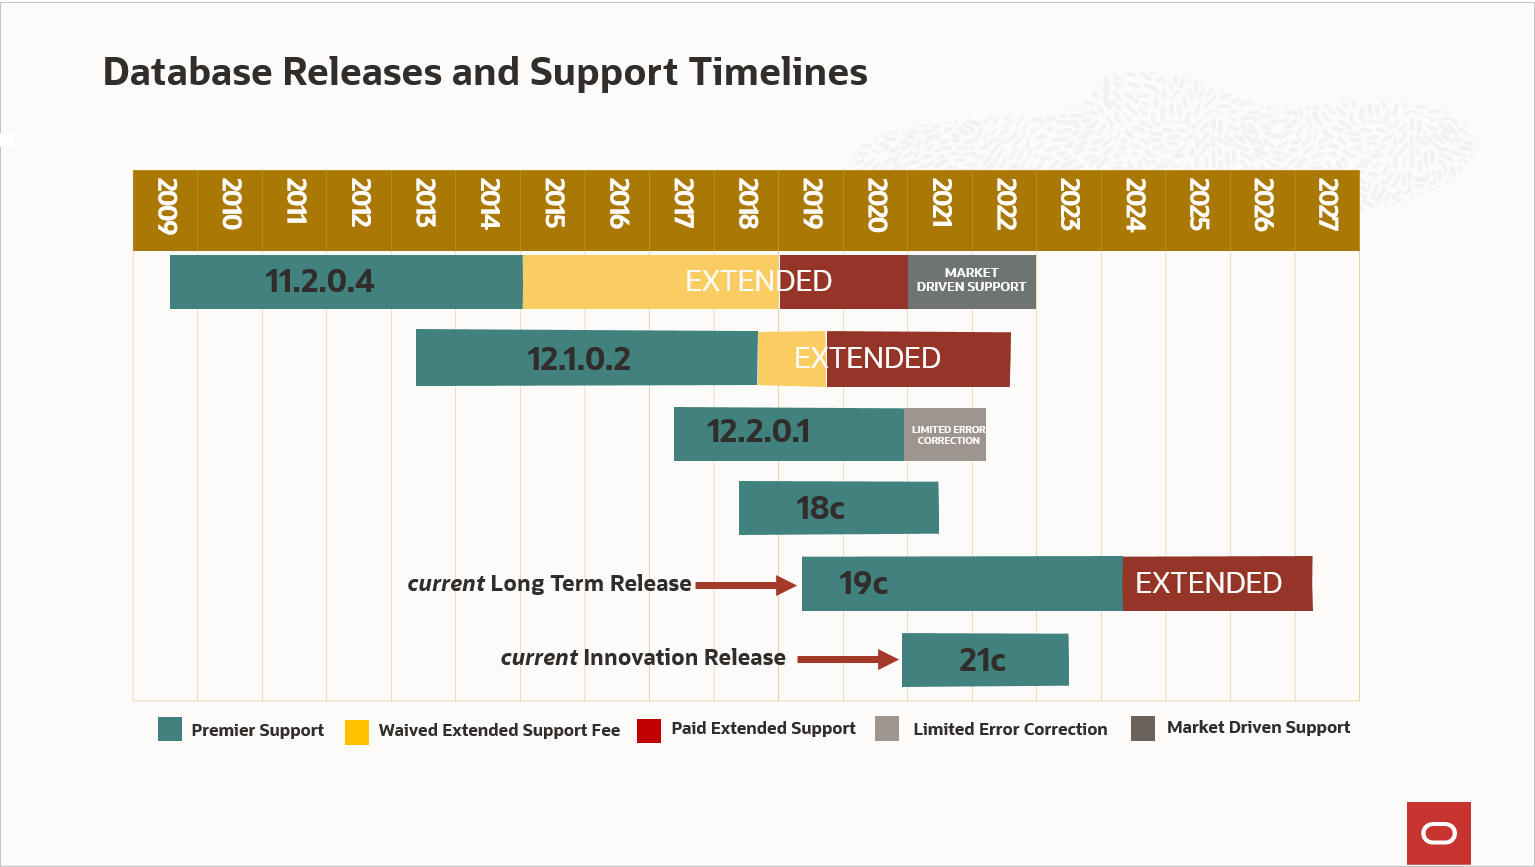 Database Releases and Support Timelines
2009 2010 2011 2012 2013 2014 2015 2016 2017 2018 2019 2020 2021 2022 2023 2024 2025 2026 2027
11.2.0.4
EXTENDED
MARKET
DRIVEN SUPPORT
12.1.0.2
EXTENDED
12.2.0.1
LIMITED ERROR
CORRECTION
18c
current Long Term Release
19c
EXTENDED
current Innovation Release
21c
Premier Support
Waived Extended Support Fee
Paid Extended Support
Limited Error Correction
Market Driven Support